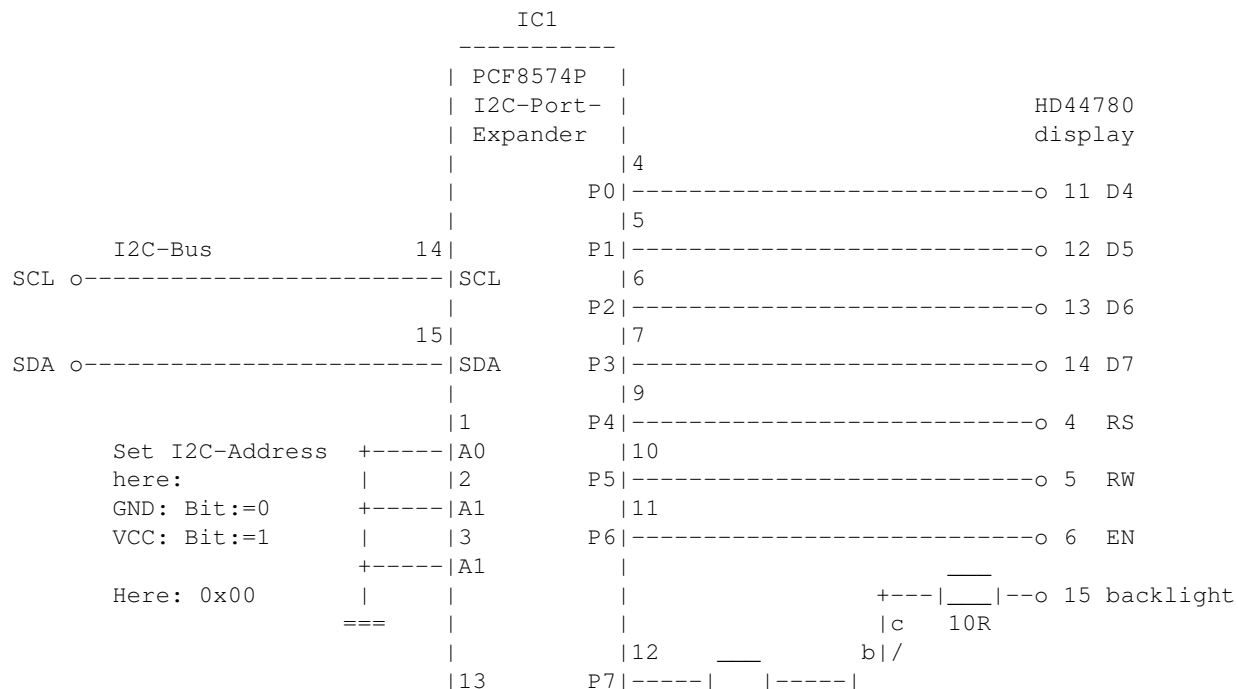 IC1
-----------
| PCF8574P |
| I2C-Port- | HD44780
| Expander | display
| |4
| P0|----------------------------o 11 D4
| |5
I2C-Bus 14| P1|----------------------------o 12 D5
SCL o-------------------------|SCL |6
| P2|----------------------------o 13 D6
15| |7
SDA o-------------------------|SDA P3|----------------------------o 14 D7
| |9
|1 P4|----------------------------o 4 RS
Set I2C-Address +-----|A0 |10
here: | |2 P5|----------------------------o 5 RW
GND: Bit:=0 +-----|A1 |11
VCC: Bit:=1 | |3 P6|----------------------------o 6 EN
+-----|A1 | ___
Here: 0x00 | | | +---|___|--o 15 backlight
=== | | |c 10R
| |12 ___ b|/
|13 P7|-----| |-----|